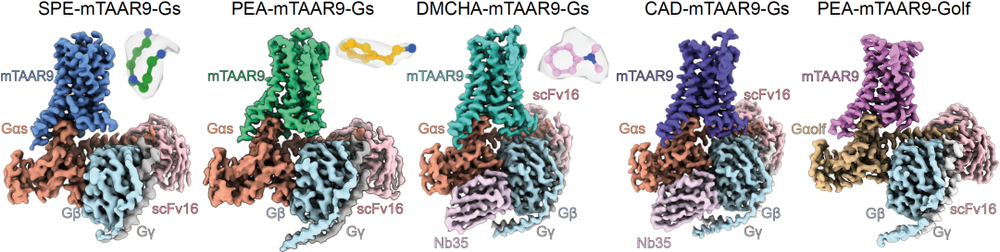 SPE-mTAAR9-Gs
PEA-mTAAR9-Gs
DMCHA-mTAAR9-Gs
CAD-mTAAR9-Gs
PEA-mTAAR9-Golf
mTAAR9
mTAAR9
mTAAR9
mTAAR9
mTAAR9
scFv16
scFv16
Gαs
Gαs
Gαs
Gαs
Gαolf
scFv16
scFv16
scFv16
Gβ
Gβ
Gβ
Gβ
Gβ
Gγ
Gγ
Gγ
Gγ
Gγ
Nb35
Nb35